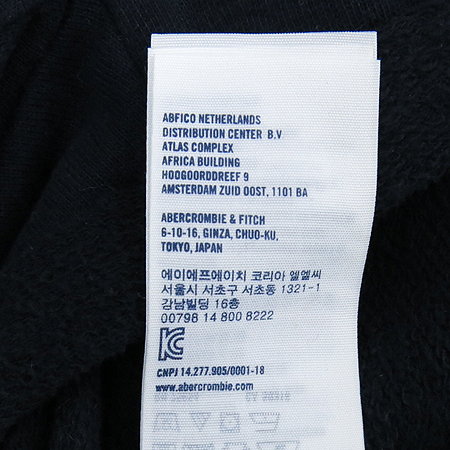 ABFICO NETHERLANDS
DISTRIBUTION CENTER B.V
ATLAS COMPLEX
AFRICA BUILDING
HOOGOORDDREEF 9
AMSTERDAM ZUID OOST, 1101 BA
ABERCROMBIE & FITCH
6-10-16, GINZA, CHUO-KU,
TOKYO, JAPAN
에이에프에이치 코리아 엘엘씨
서울시 서초구 서초동 1321-1
강남빌딩 16층
00798 14 800 8222
CNPJ 14.277.905/0001-18
www.abercrombie.com